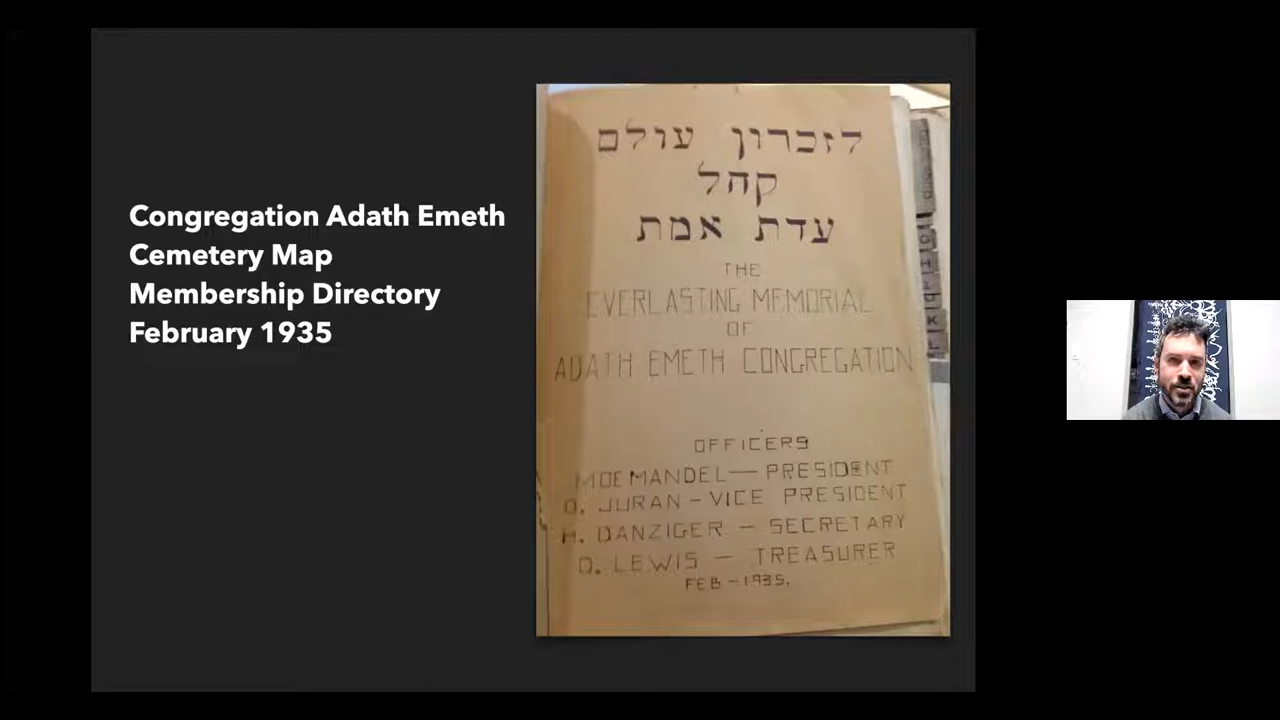 Congregation Adath Emeth
Cemetery Map
Membership Directory
February 1935
לזכרון עולם
קהל
עדת אמת
THE
EVERLASTING MEMORIAL
OF
ADATH EMETH CONGREGATION
OFFICERS
MOE MANDEL — PRESIDENT
JURAN - VICE PRESIDENT
H. DANZIGER - SECRETARY
LEWIS - TREASURER
FEB - 1935.